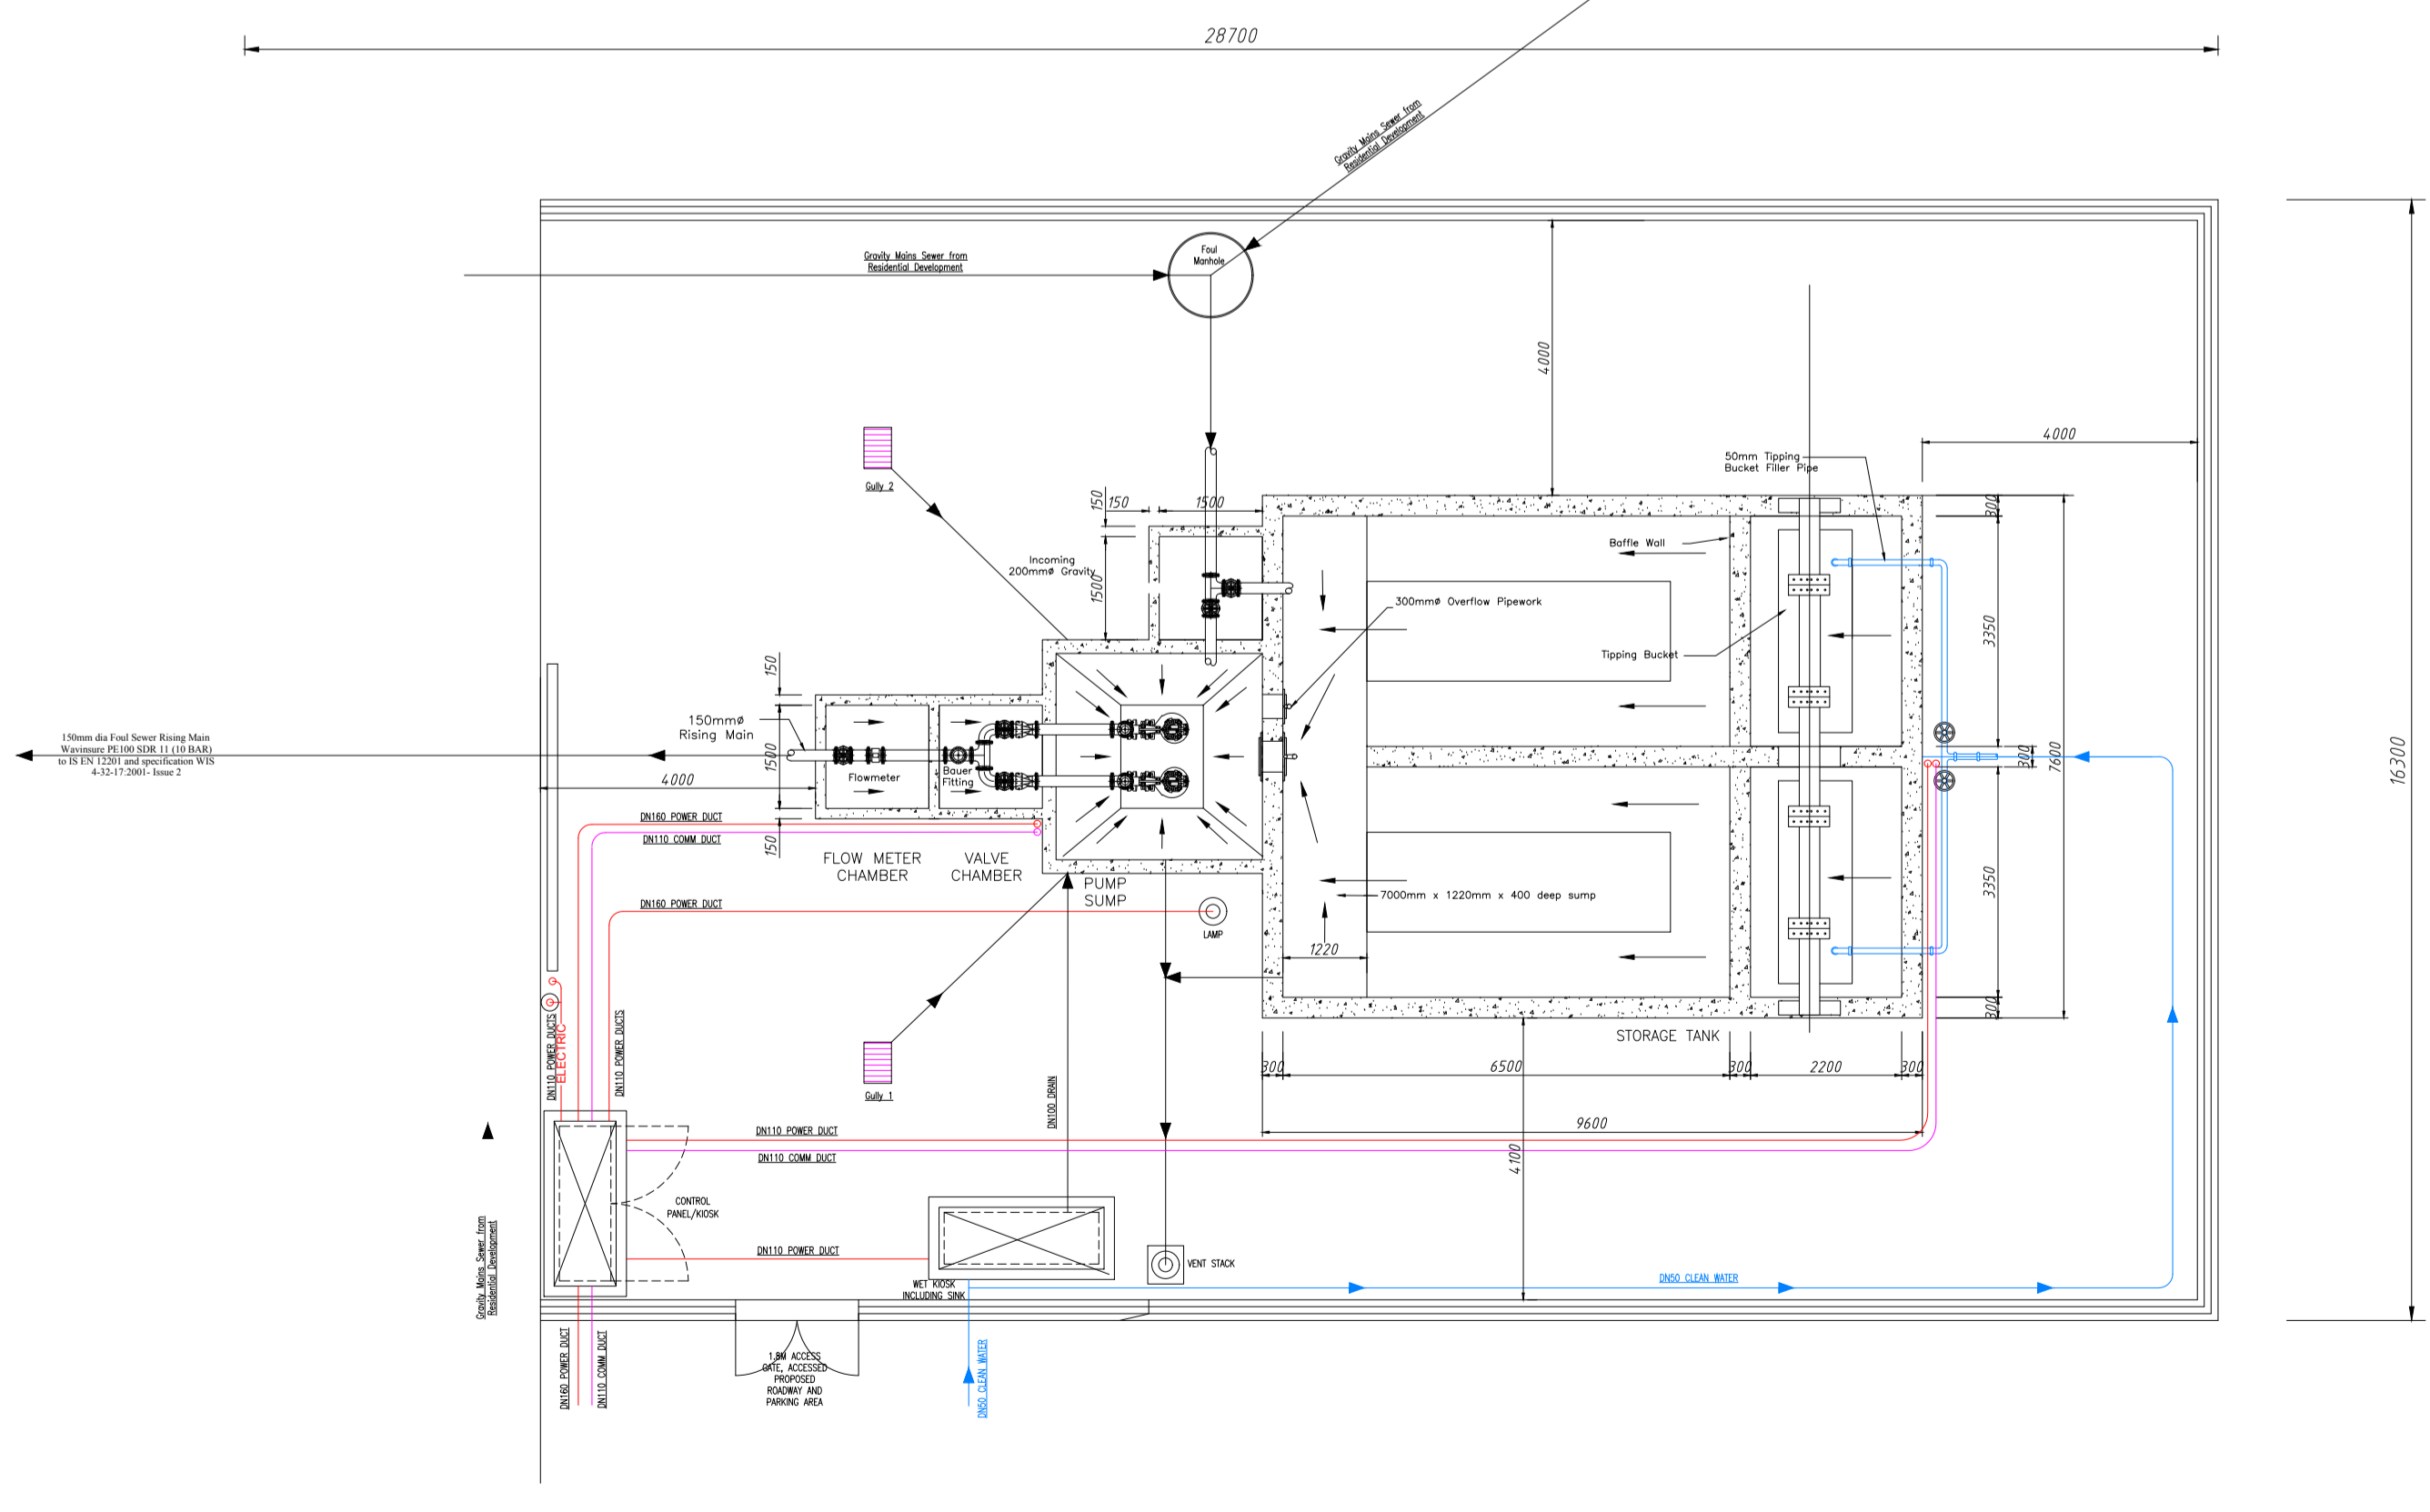 28700
Gravity Mains Sewer from
Residential Development
Foul
Manhole
Gravity Mains Sewer from
Residential Development
4000
4000
50mm Tipping
Bucket Filler Pipe
Gully 2
150
150
1500
300
Incoming
200mmø Gravity
1500
Baffle Wall
300mmø Overflow Pipework
3350
Tipping Bucket
150
150mmø
Rising Main
150mm dia Foul Sewer Rising Main
Wavinsure PE100 SDR 11 (10 BAR)
to IS EN 12201 and specification WIS
4-32-17:2001- Issue 2
1500
Flowmeter
Bauer
Fitting
4000
300
7600
16300
DN160 POWER DUCT
DN110 COMM DUCT
150
FLOW METER
CHAMBER
VALVE
CHAMBER
PUMP
SUMP
DN160 POWER DUCT
LAMP
7000mm x 1220mm x 400 deep sump
3350
1220
300
STORAGE TANK
DN110 POWER DUCTS
ELECTRIC
DN110 POWER DUCTS
Gully 1
DN100 DRAIN
300
6500
300
2200
300
9600
4100
DN110 POWER DUCT
DN110 COMM DUCT
CONTROL
PANEL/KIOSK
Gravity Mains Sewer from
Residential Development
DN110 POWER DUCT
WET KIOSK
INCLUDING SINK
VENT STACK
DN50 CLEAN WATER
DN160 POWER DUCT
DN110 COMM DUCT
1.8M ACCESS
GATE, ACCESSED
PROPOSED
ROADWAY AND
PARKING AREA
DN50 CLEAN WATER